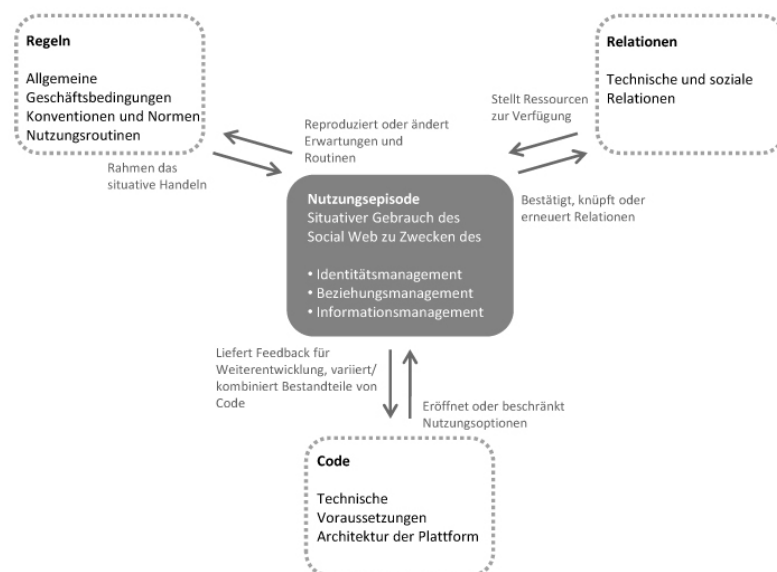 Regeln
Allgemeine
Geschäftsbedingungen
Konventionen und Normen
Nutzungsroutinen
Relationen
Technische und soziale
Relationen
Stellt Ressourcen
zur Verfügung
Reproduziert oder ändert
Erwartungen und
Routinen
Rahmen das
situative Handeln
Nutzungsepisode
Situativer Gebrauch des
Social Web zu Zwecken des
• Identitätsmanagement
• Beziehungsmanagement
• Informationsmanagement
Bestätigt, knüpft oder
erneuert Relationen
Liefert Feedback für
Weiterentwicklung, variiert/
kombiniert Bestandteile von
Code
Eröffnet oder beschränkt
Nutzungsoptionen
Code
Technische
Voraussetzungen
Architektur der Plattform